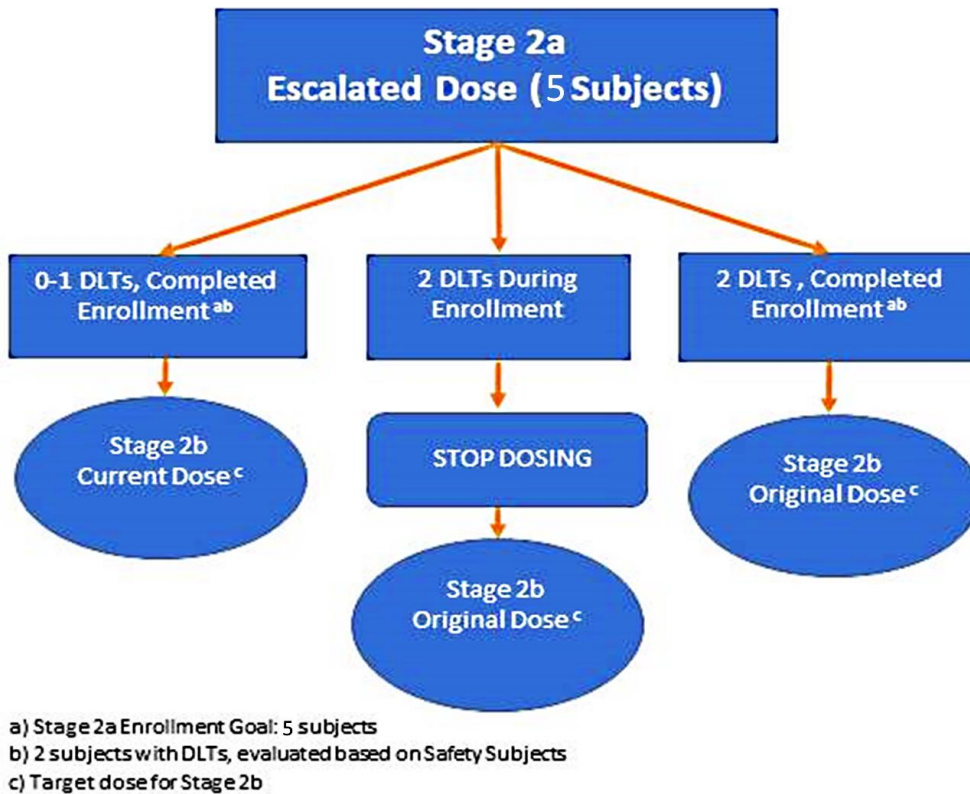 Stage 2a
Escalated Dose (5 Subjects)
0-1 DLTs, Completed
Enrollment ab
2 DLTs During
Enrollment
2 DLTs , Completed
Enrollment ab
Stage 2b
Current Dose c
STOP DOSING
Stage 2b
Original Dose c
Stage 2b
Original Dose c
a) Stage 2a Enrollment Goal: 5 subjects
b) 2 subjects with DLTs, evaluated based on Safety Subjects
c) Target dose for Stage 2b